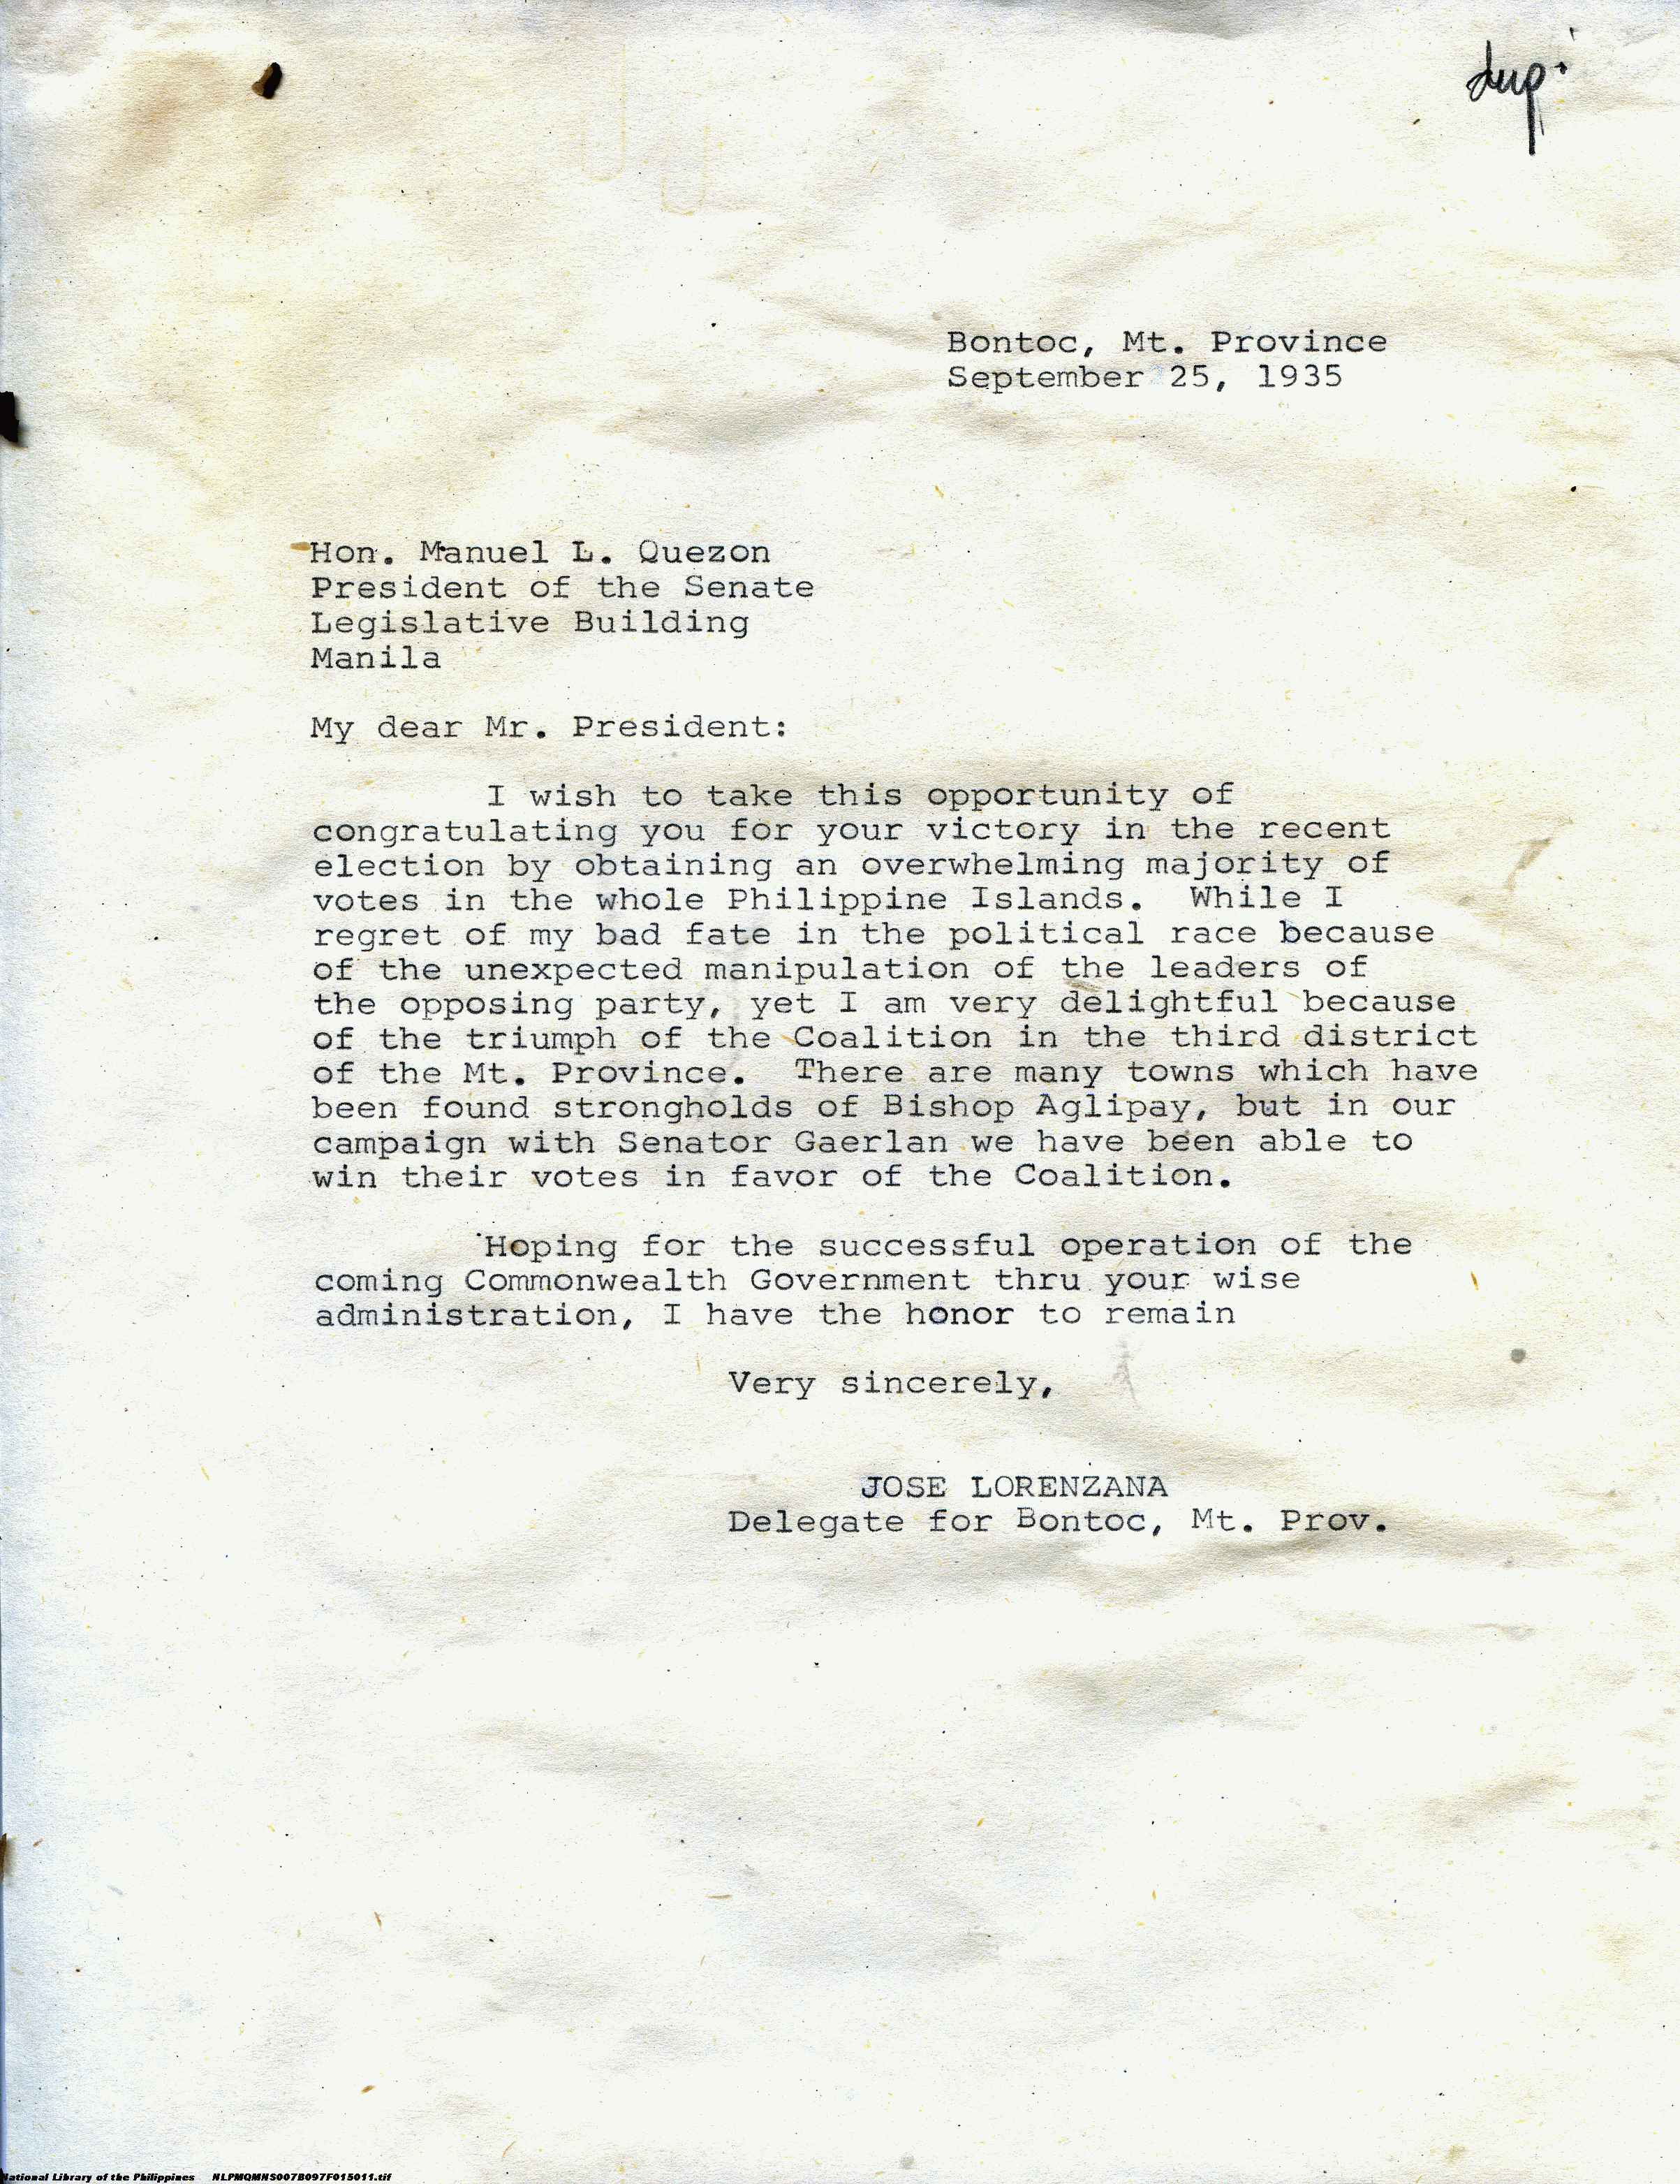 dup.
Bontoc, Mt. Province
September 25, 1935
Hon. Manuel L. Quezon
President of the Senate
Legislative Building
Manila
My dear Mr. President:
I wish to take this opportunity of
congratulating you for your victory in the recent
election by obtaining an overwhelming majority of
votes in the whole Philippine Islands. While I
regret of my bad fate in the political race because
of the unexpected manipulation of the leaders of
the opposing party, yet I am very delightful because
of the triumph of the Coalition in the third district
of the Mt. Province. There are many towns which have
been found strongholds of Bishop Aglipay, but in our
campaign with Senator Gaerlan we have been able to
win their votes in favor of the Coalition.
Hoping for the successful operation of the
coming Commonwealth Government thru your wise
administration, I have the honor to remain
Very sincerely,
JOSE LORENZANA
Delegate for Bontoc, Mt. Prov.
National Library of the Philippines NLPMQMNS007B097F015011.tif